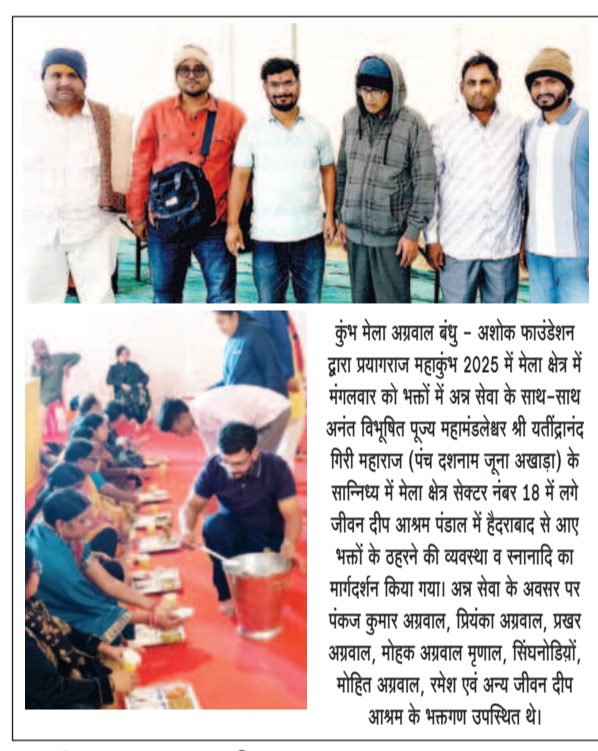 कुंभ मेला अग्रवाल बंधु - अशोक फाउंडेशन
द्वारा प्रयागराज महाकुंभ 2025 में मेला क्षेत्र में
मंगलवार को भक्तों में अन्न सेवा के साथ-साथ
अनंत विभूषित पूज्य महामंडलेश्वर श्री यतींद्रानंद
गिरी महाराज (पंच दशनाम जूना अखाड़ा) के
सान्निध्य में मेला क्षेत्र सेक्टर नंबर 18 में लगे
जीवन दीप आश्रम पंडाल में हैदराबाद से आए
भक्तों के ठहरने की व्यवस्था व स्नानादि का
मार्गदर्शन किया गया। अन्न सेवा के अवसर पर
पंकज कुमार अग्रवाल, प्रियंका अग्रवाल, प्रखर
अग्रवाल, मोहक अग्रवाल मृणाल, सिंघनोडियों,
मोहित अग्रवाल, रमेश एवं अन्य जीवन दीप
आश्रम के भक्तगण उपस्थित थे।